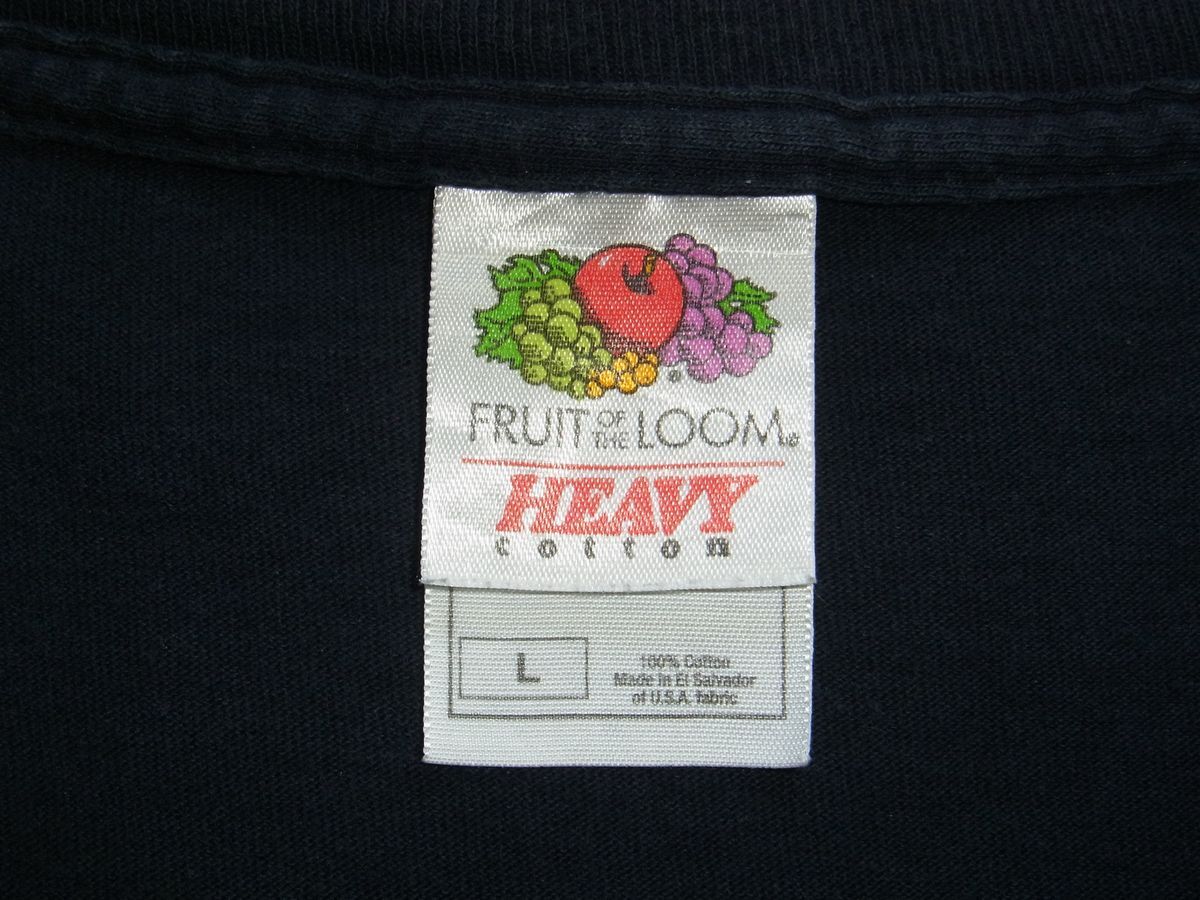 FRUIT OF THE LOOM®
HEAVY
cotton
L
100% Cotton
Made in El Salvador
of U.S.A. fabric